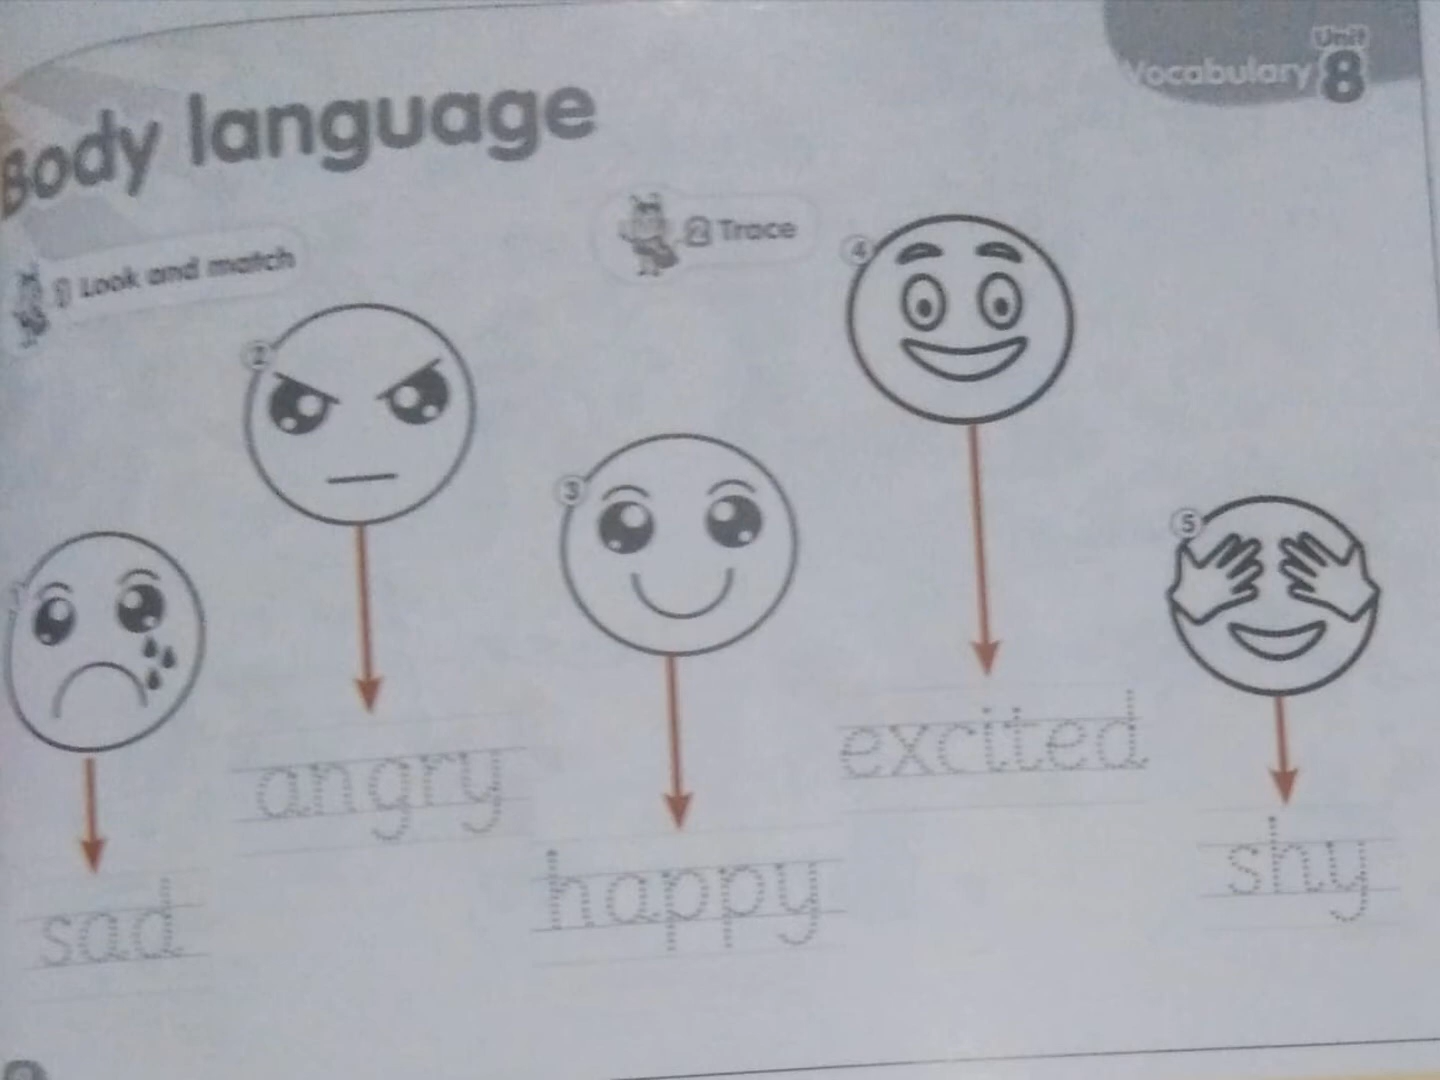 Unit
Vocabulary 8
Body language
1 Look and match
2 Trace
4
2
3
5
sad
angry
happy
excited
shy